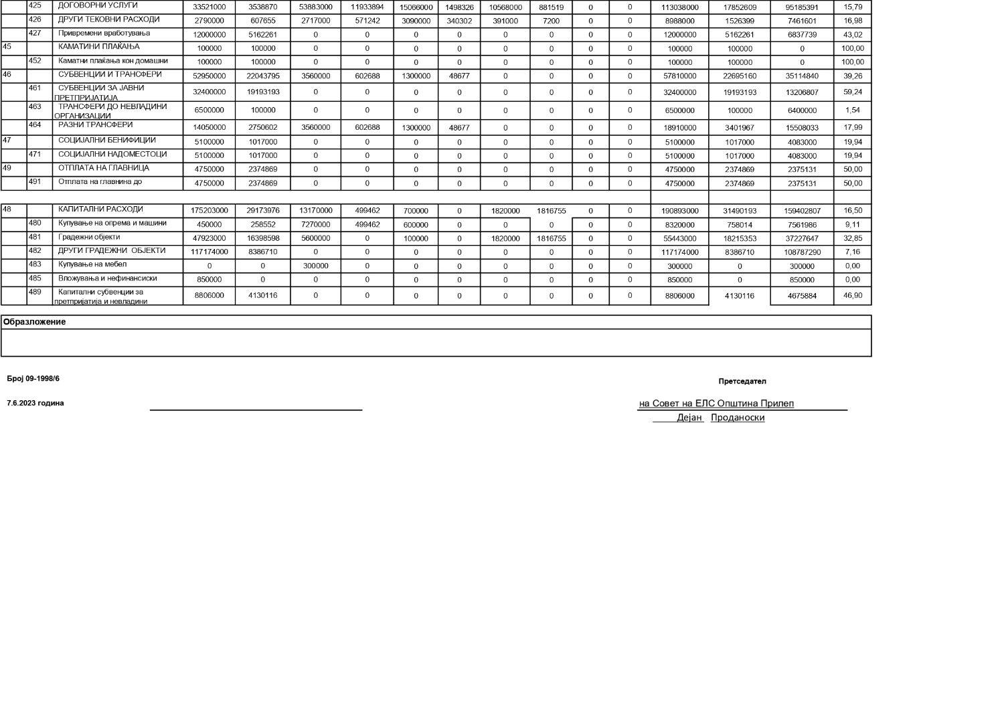 425 ДОГОВОРНИ УСЛУГИ 33521000 3538870 53883000 11933894 15066000 1498326 10568000 881519 0 0 113038000 17852609 95185391 15,79
426 ДРУГИ ТЕКОВНИ РАСХОДИ 2790000 607655 2717000 571242 3090000 340302 391000 7200 0 0 8988000 1526399 7461601 16,98
427 Привремени вработувања 12000000 5162261 0 0 0 0 0 0 0 0 12000000 5162261 6837739 43,02
45 КАМАТИНИ ПЛАЌАЊА 100000 100000 0 0 0 0 0 0 0 0 100000 100000 0 100,00
452 Каматни плаќања кон домашни 100000 100000 0 0 0 0 0 0 0 0 100000 100000 0 100,00
46 СУБВЕНЦИИ И ТРАНСФЕРИ 52950000 22043795 3560000 602688 1300000 48677 0 0 0 0 57810000 22695160 35114840 39,26
461 СУБВЕНЦИИ ЗА ЈАВНИ
ПРЕТПРИЈАТИЈА 32400000 19193193 0 0 0 0 0 0 0 0 32400000 19193193 13206807 59,24
463 ТРАНСФЕРИ ДО НЕВЛАДИНИ
ОРГАНИЗАЦИИ 6500000 100000 0 0 0 0 0 0 0 0 6500000 100000 6400000 1,54
464 РАЗНИ ТРАНСФЕРИ 14050000 2750602 3560000 602688 1300000 48677 0 0 0 0 18910000 3401967 15508033 17,99
47 СОЦИЈАЛНИ БЕНИФИЦИИ 5100000 1017000 0 0 0 0 0 0 0 0 5100000 1017000 4083000 19,94
471 СОЦИЈАЛНИ НАДОМЕСТОЦИ 5100000 1017000 0 0 0 0 0 0 0 0 5100000 1017000 4083000 19,94
49 ОТПЛАТА НА ГЛАВНИЦА 4750000 2374869 0 0 0 0 0 0 0 0 4750000 2374869 2375131 50,00
491 Отплата на главнина до 4750000 2374869 0 0 0 0 0 0 0 0 4750000 2374869 2375131 50,00
48 КАПИТАЛНИ РАСХОДИ 175203000 29173976 13170000 499462 700000 0 1820000 1816755 0 0 190893000 31490193 159402807 16,50
480 Купување на опрема и машини 450000 258552 7270000 499462 600000 0 0 0 0 0 8320000 758014 7561986 9,11
481 Градежни објекти 47923000 16398598 5600000 0 100000 0 1820000 1816755 0 0 55443000 18215353 37227647 32,85
482 ДРУГИ ГРАДЕЖНИ ОБЈЕКТИ 117174000 8386710 0 0 0 0 0 0 0 0 117174000 8386710 108787290 7,16
483 Купување на мебел 0 0 300000 0 0 0 0 0 0 0 300000 0 300000 0,00
485 Вложувања и нефинансиски 850000 0 0 0 0 0 0 0 0 0 850000 0 850000 0,00
489 Капитални субвенции за
претпријатија и невладини 8806000 4130116 0 0 0 0 0 0 0 0 8806000 4130116 4675884 46,90
Образложение
Број 09-1998/6
Претседател
7.6.2023 година
на Совет на ЕЛС Општина Прилеп
Дејан Проданоски